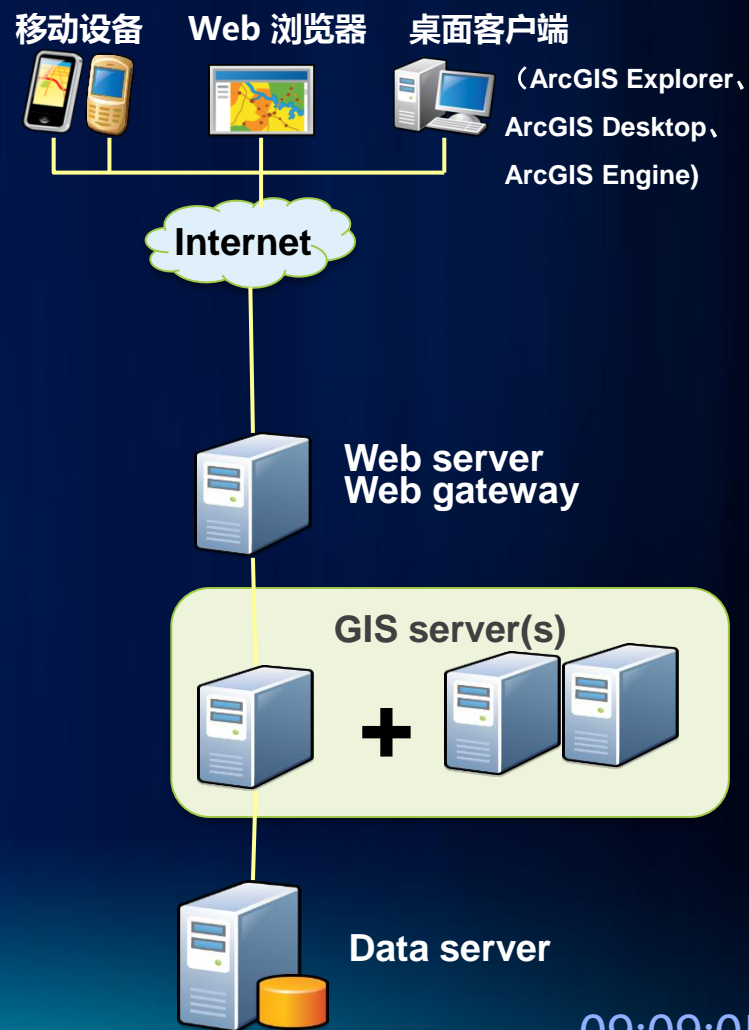 移动设备 Web 浏览器 桌面客户端
（ArcGIS Explorer、
ArcGIS Desktop、
ArcGIS Engine)
Internet
Web server
Web gateway
GIS server(s)
+
Data server